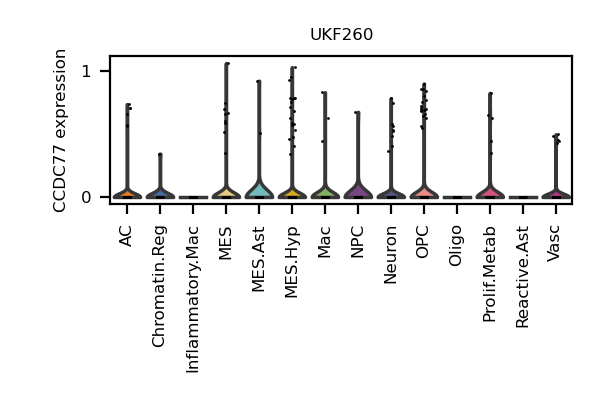 UKF260
CCDC77 expression
1
0
AC
Chromatin.Reg
Inflammatory.Mac
MES
MES.Ast
MES.Hyp
Mac
NPC
Neuron
OPC
Oligo
Prolif.Metab
Reactive.Ast
Vasc